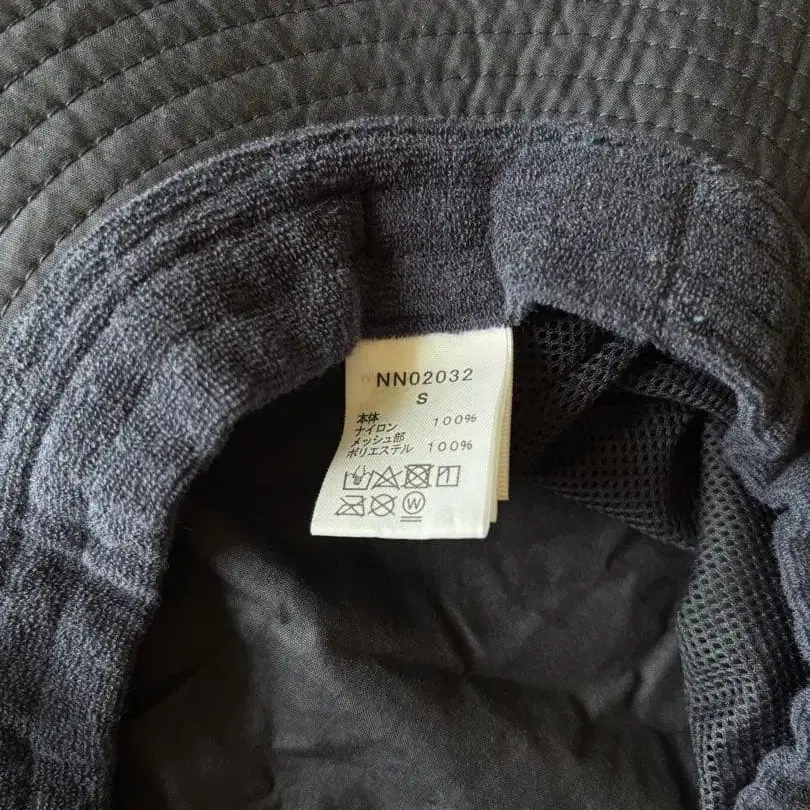 NN02032
S
本体
ナイロン 100%
メッシュ部
ポリエステル 100%
W